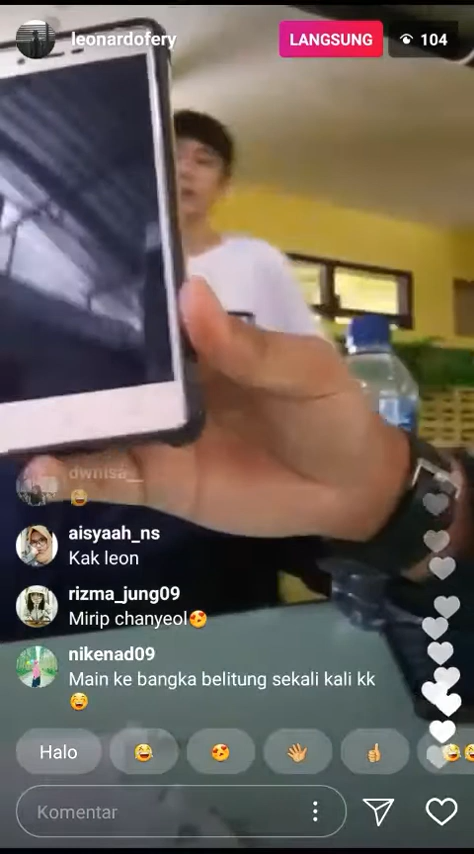 leonardofery
LANGSUNG
104
dwnisa__
😅
aisyaah_ns
Kak leon
rizma_jung09
Mirip chanyeol😍
nikenad09
Main ke bangka belitung sekali kali kk
😁
Halo 😂 😍 👋 👍
Komentar